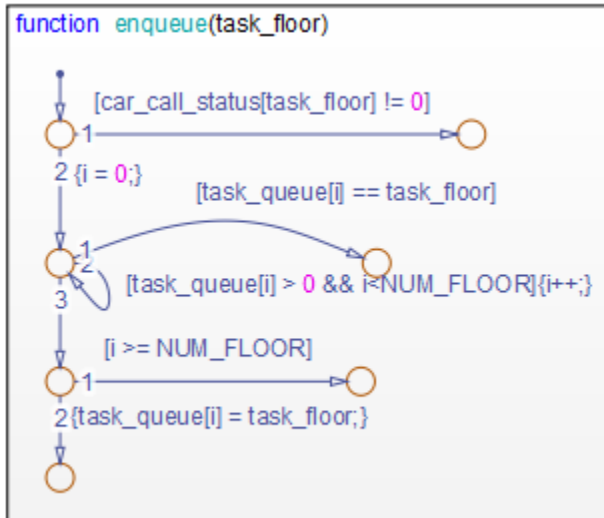 function enqueue(task_floor)
[car_call_status[task_floor] != 0]
1
2 {i = 0;}
[task_queue[i] == task_floor]
1
2
[task_queue[i] > 0 && i<NUM_FLOOR]{i++;}
3
[i >= NUM_FLOOR]
1
2 {task_queue[i] = task_floor;}